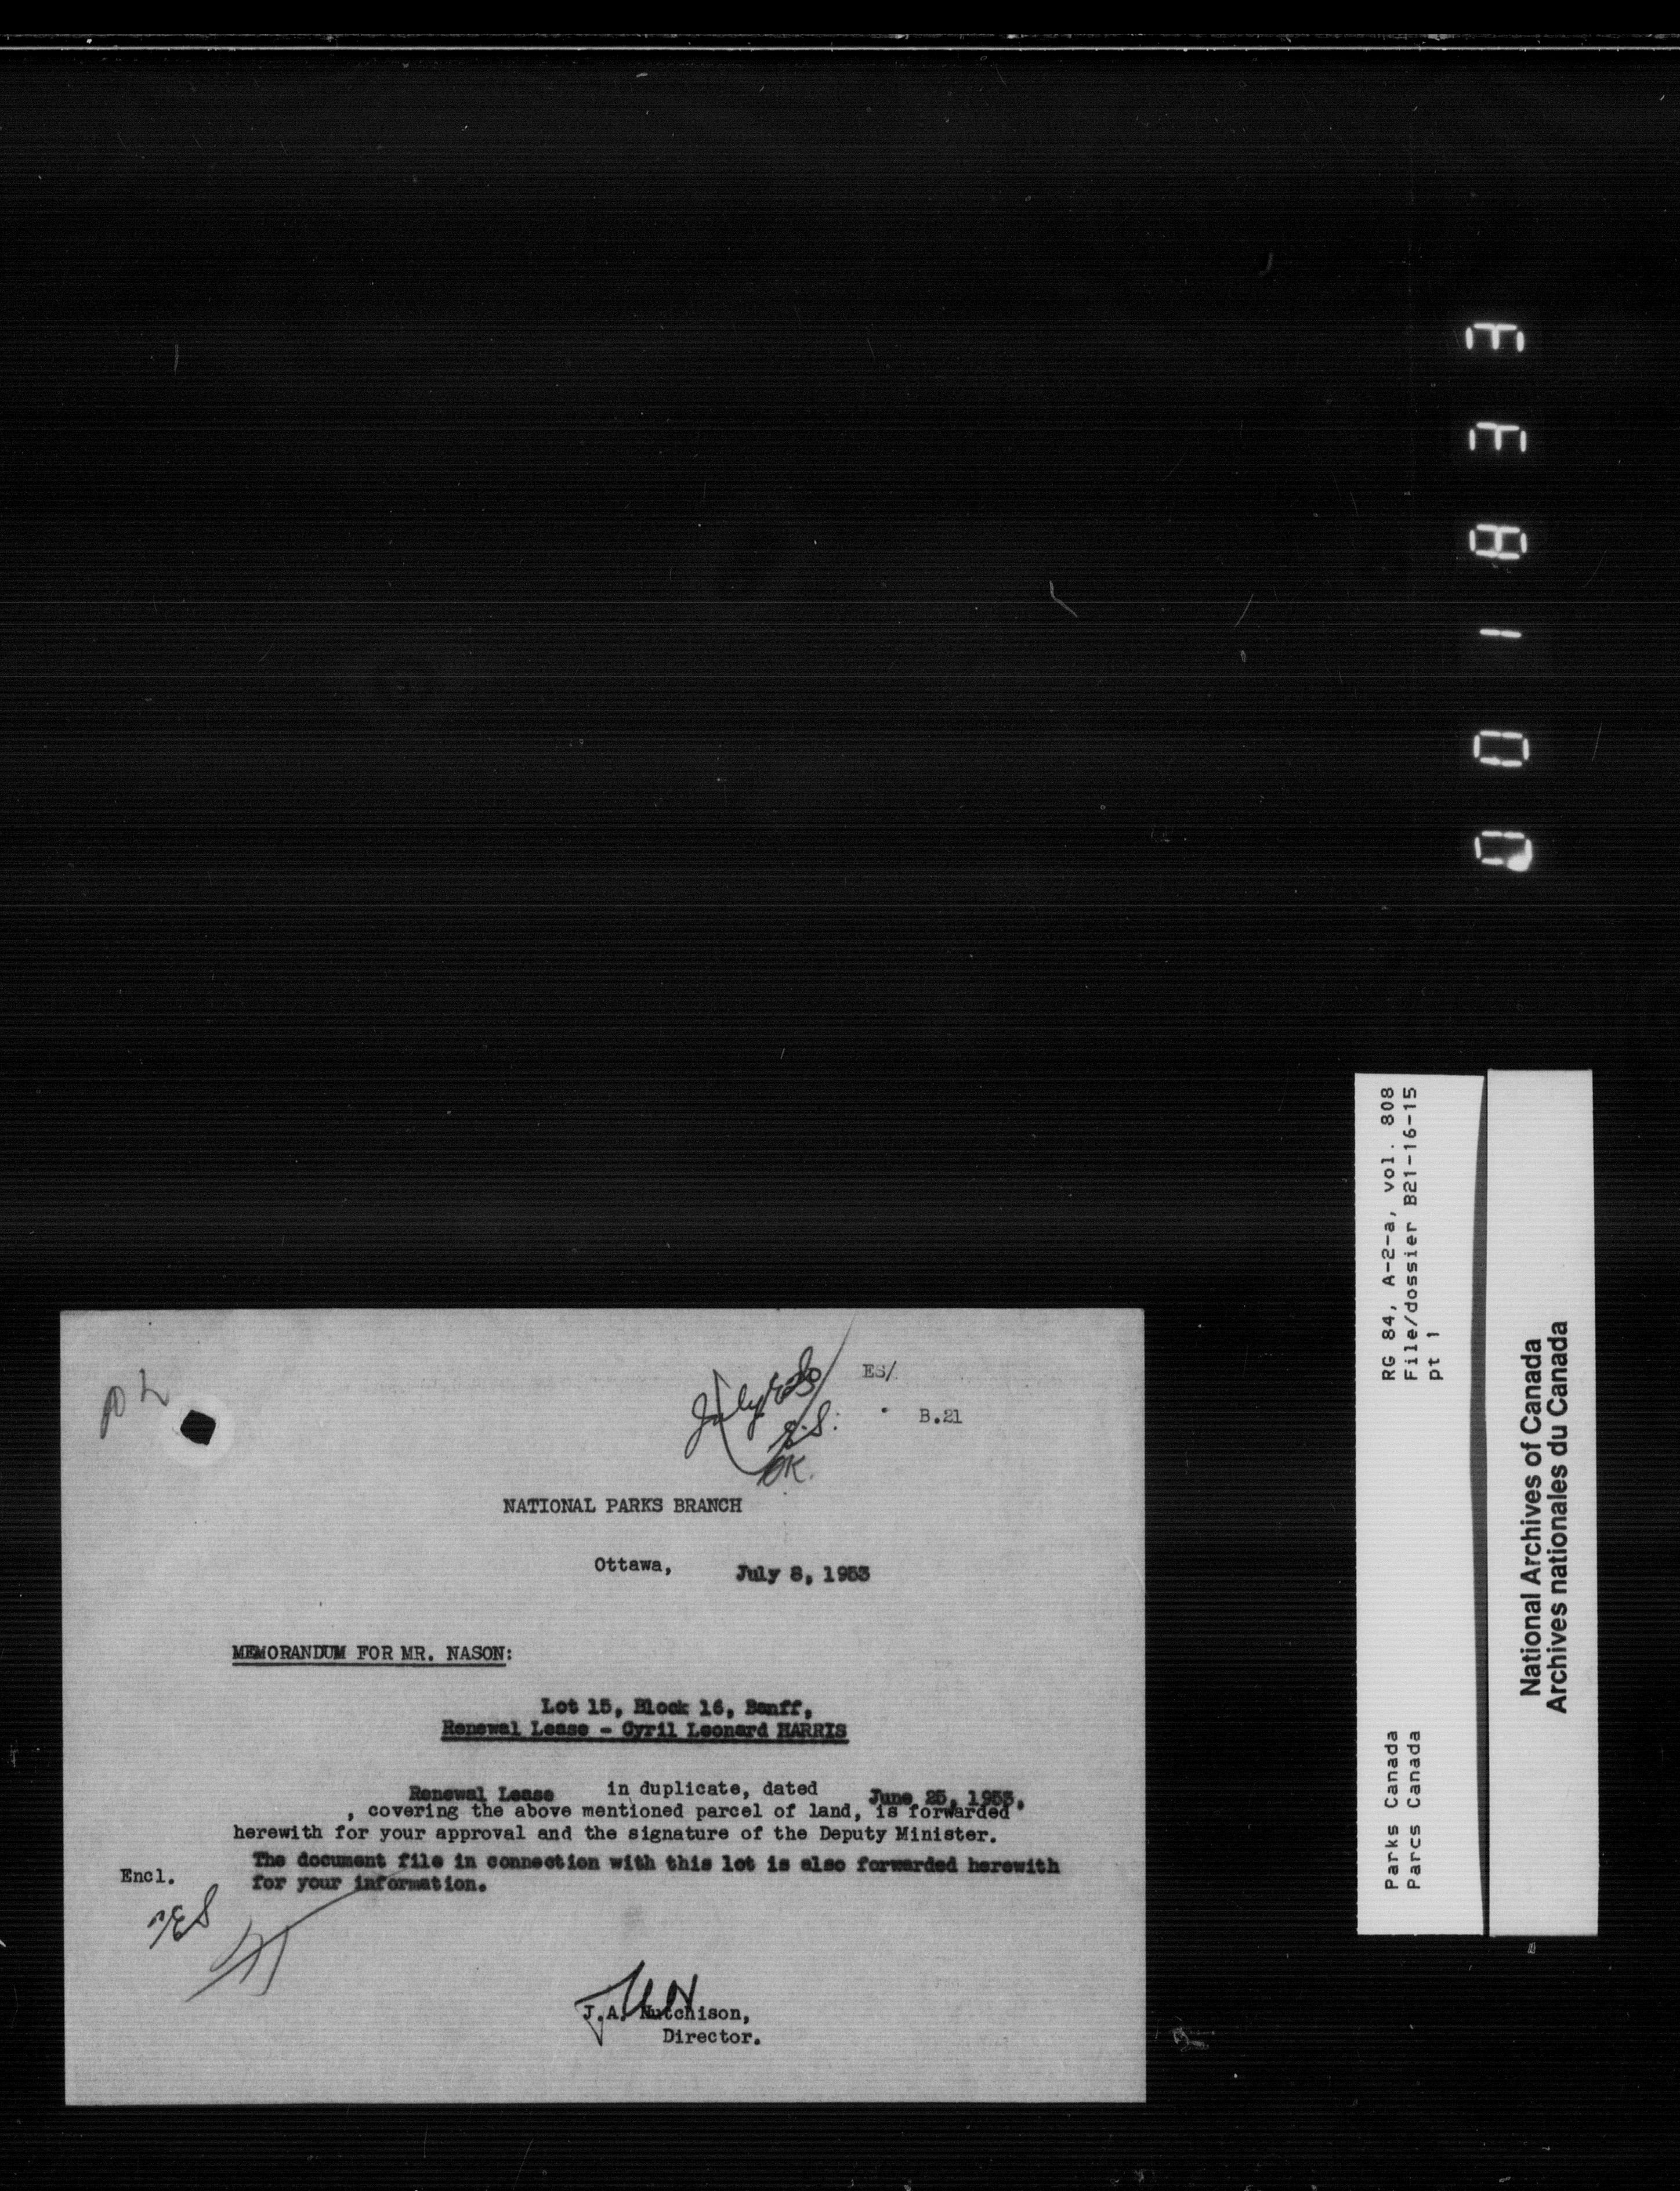 ES/
B.21
OK.
NATIONAL PARKS BRANCH
Ottawa, July 8, 1953
MEMORANDUM FOR MR. NASON:
Lot 15, Block 16, Banff,
Renewal Lease - Cyril Leonard HARRIS
Renewal Lease in duplicate, dated June 25, 1953,
, covering the above mentioned parcel of land, is forwarded
herewith for your approval and the signature of the Deputy Minister.
The document file in connection with this lot is also forwarded herewith
for your information.
Encl.
J.A. Hutchison,
Director.
001833
RG 84, A-2-a, vol. 808
File/dossier B21-16-15
pt 1
Parks Canada
Parcs Canada
National Archives of Canada
Archives nationales du Canada